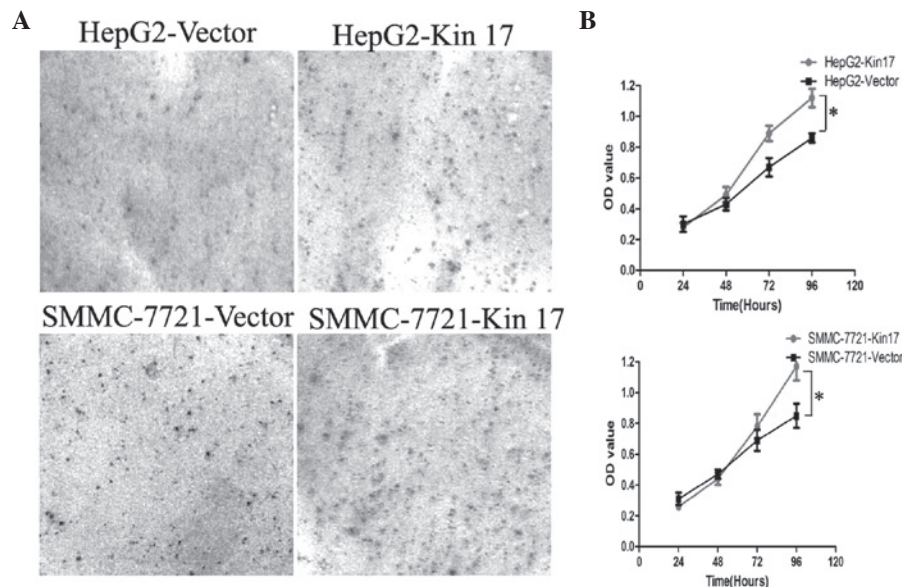 A
HepG2-Vector HepG2-Kin 17
SMMC-7721-Vector SMMC-7721-Kin 17
B
HepG2-Kin17
HepG2-Vector
1.2
1.0
0.8
0.6
0.4
0.2
0.0
OD value
*
0 24 48 72 96 120
Time(Hours)
SMMC-7721-Kin17
SMMC-7721-Vector
1.2
1.0
0.8
0.6
0.4
0.2
0.0
OD value
*
0 24 48 72 96 120
Time(Hours)